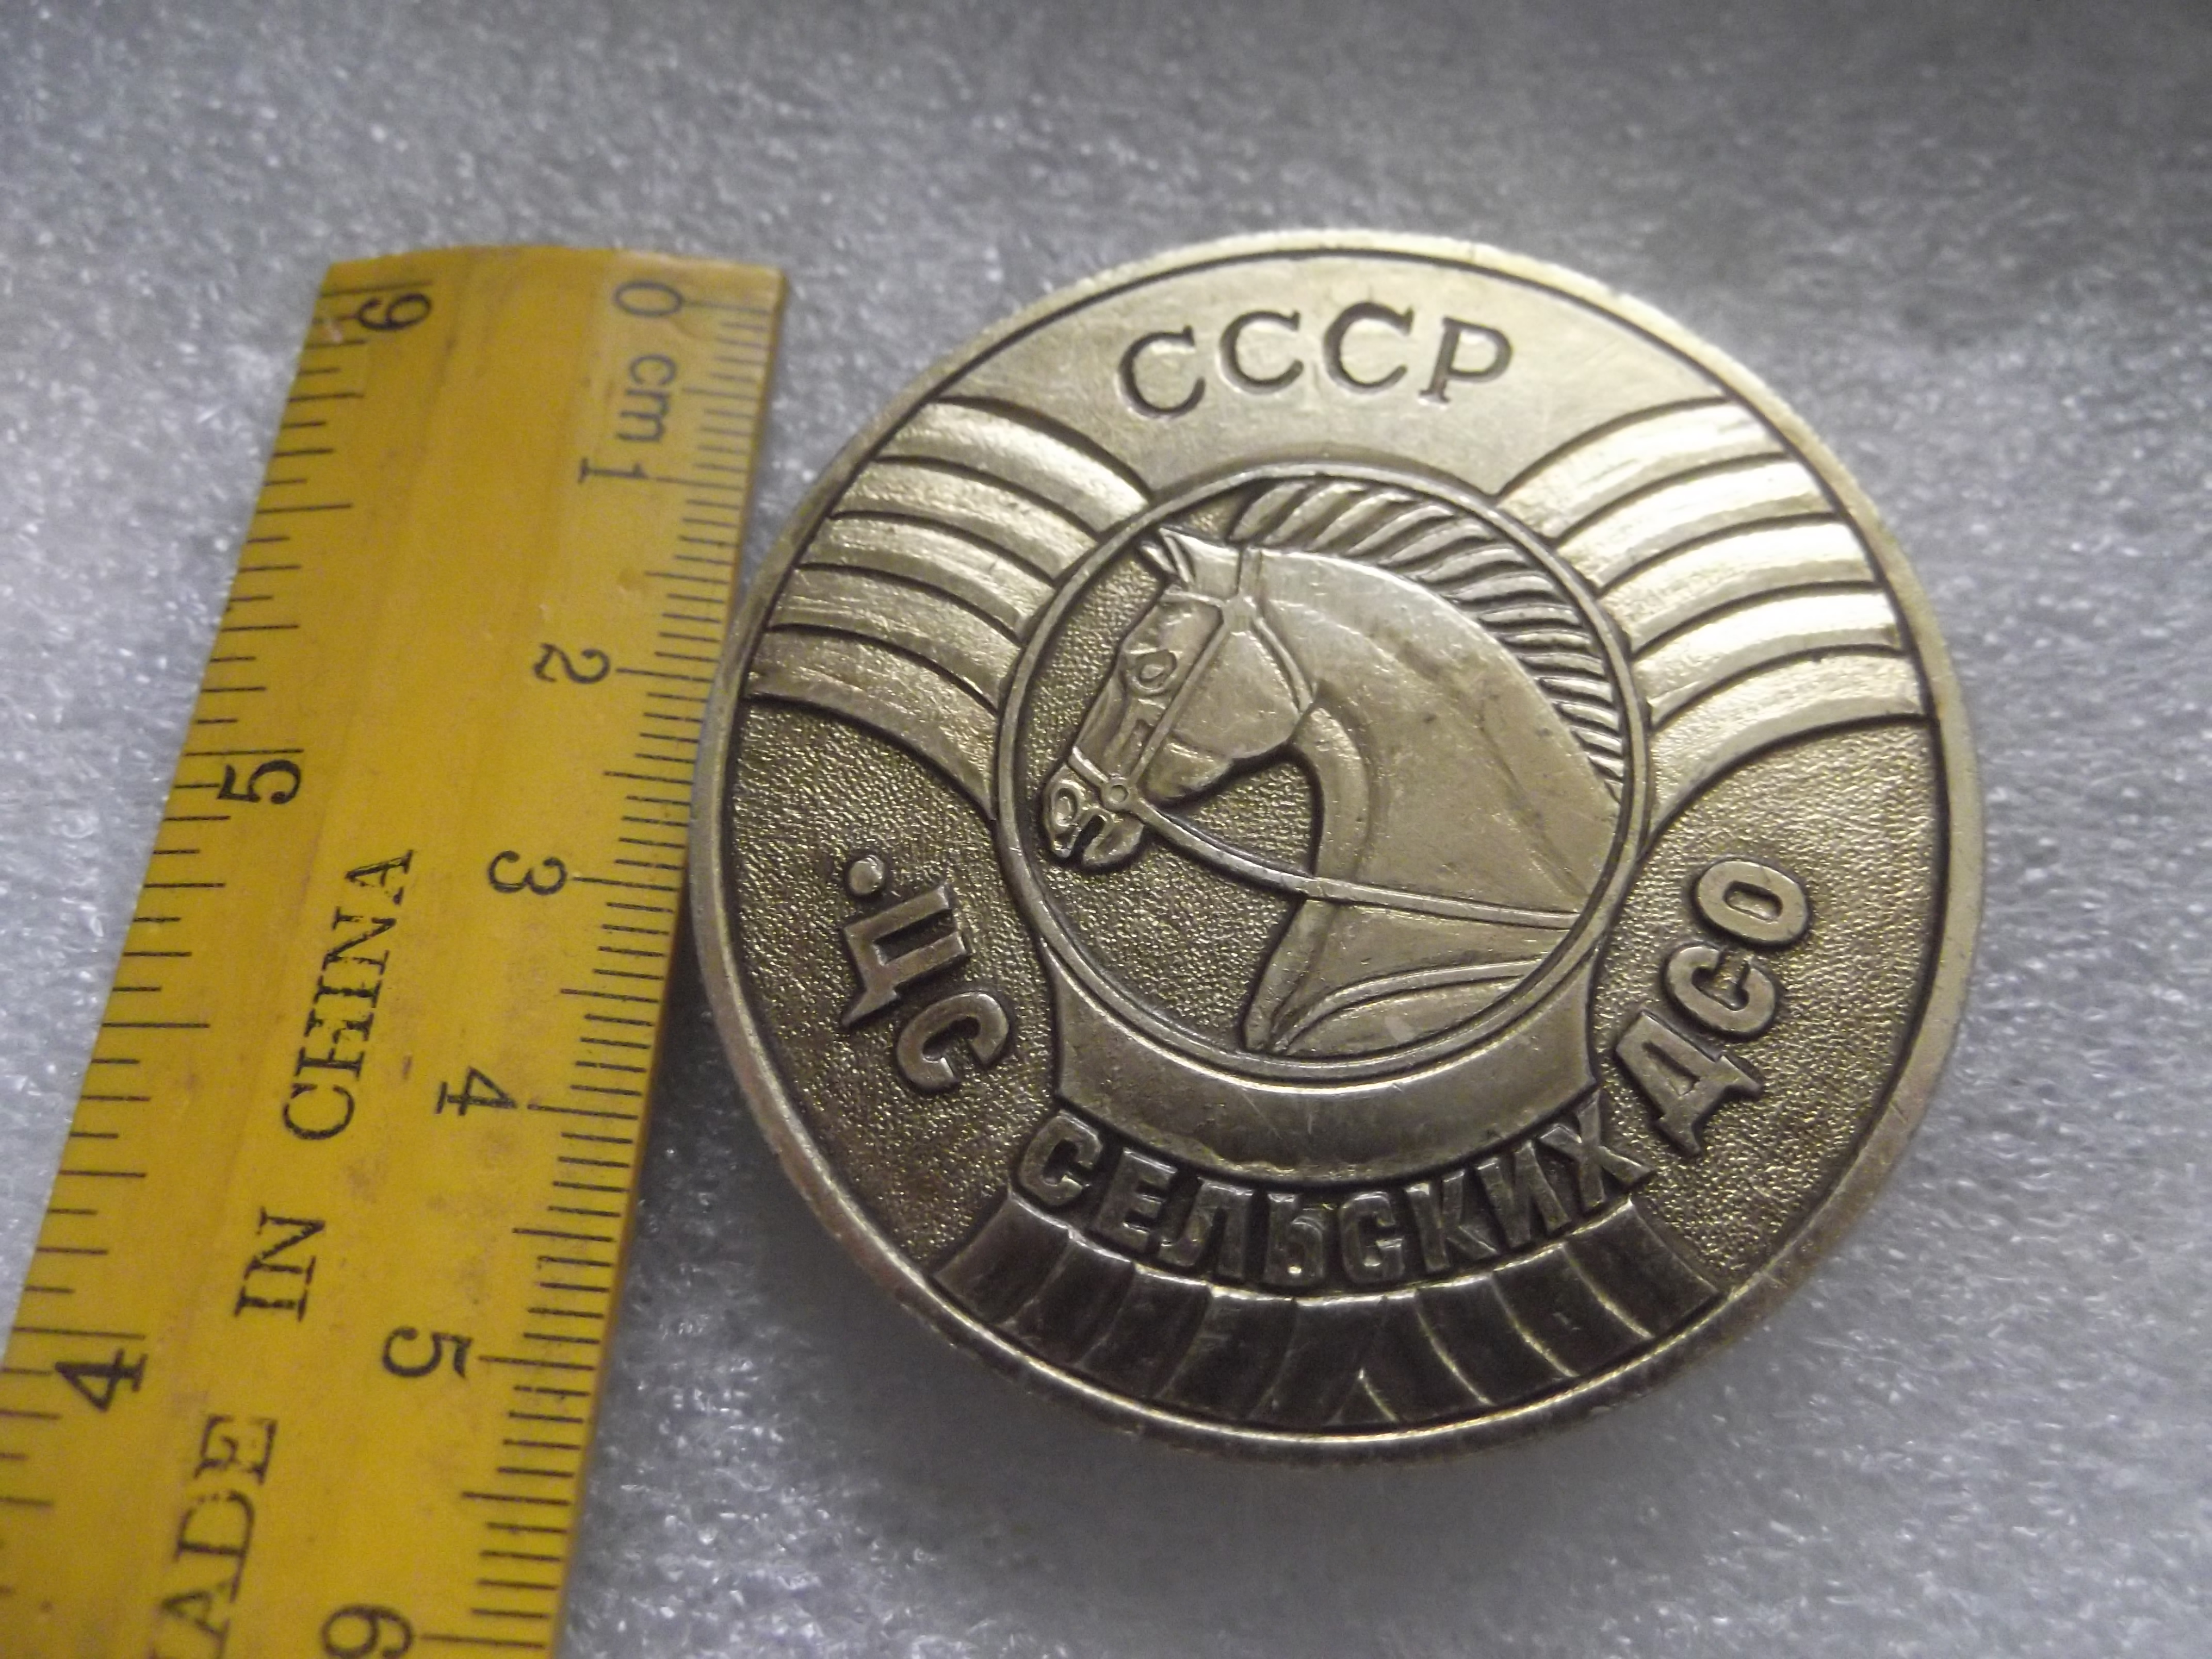 СССР
.ЦС СЕЛЬСКИХ ДСО
0 cm 1 2 3 4 5 6
6 5 4
MADE IN CHINA